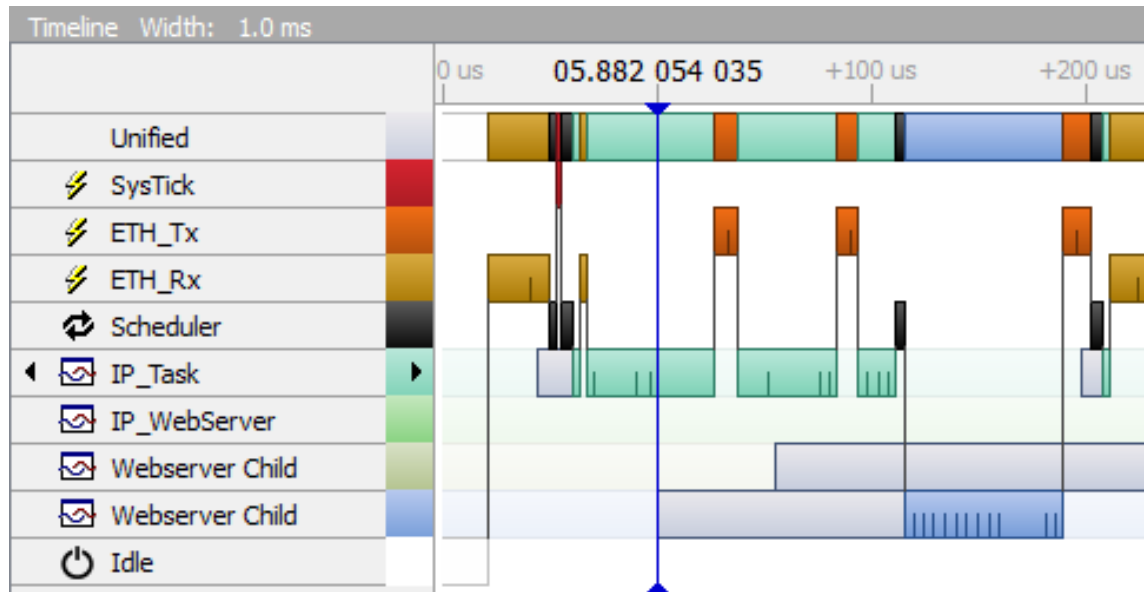 Timeline Width: 1.0 ms
0 us 05.882 054 035 +100 us +200 us
Unified
SysTick
ETH_Tx
ETH_Rx
Scheduler
IP_Task
IP_WebServer
Webserver Child
Webserver Child
Idle